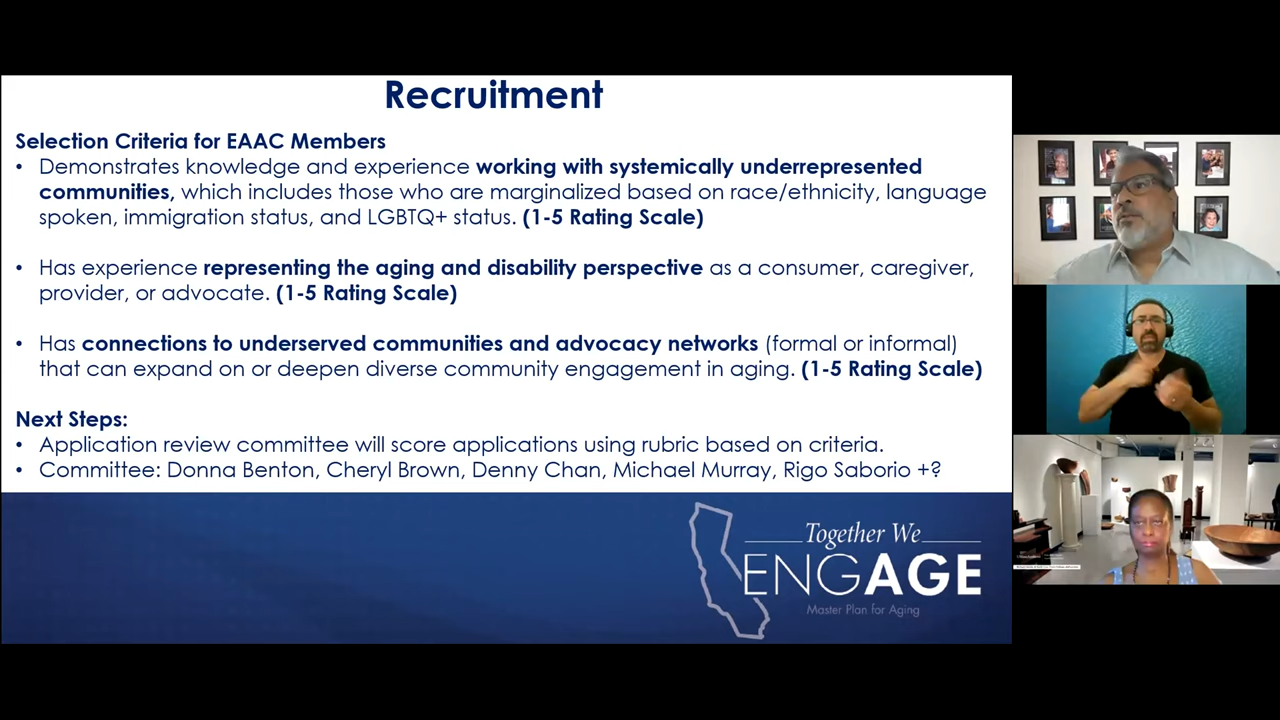 Recruitment
Selection Criteria for EAAC Members
• Demonstrates knowledge and experience working with systemically underrepresented
communities, which includes those who are marginalized based on race/ethnicity, language
spoken, immigration status, and LGBTQ+ status. (1-5 Rating Scale)
• Has experience representing the aging and disability perspective as a consumer, caregiver,
provider, or advocate. (1-5 Rating Scale)
• Has connections to underserved communities and advocacy networks (formal or informal)
that can expand on or deepen diverse community engagement in aging. (1-5 Rating Scale)
Next Steps:
• Application review committee will score applications using rubric based on criteria.
• Committee: Donna Benton, Cheryl Brown, Denny Chan, Michael Murray, Rigo Saborio +?
Together We
ENGAGE
Master Plan for Aging